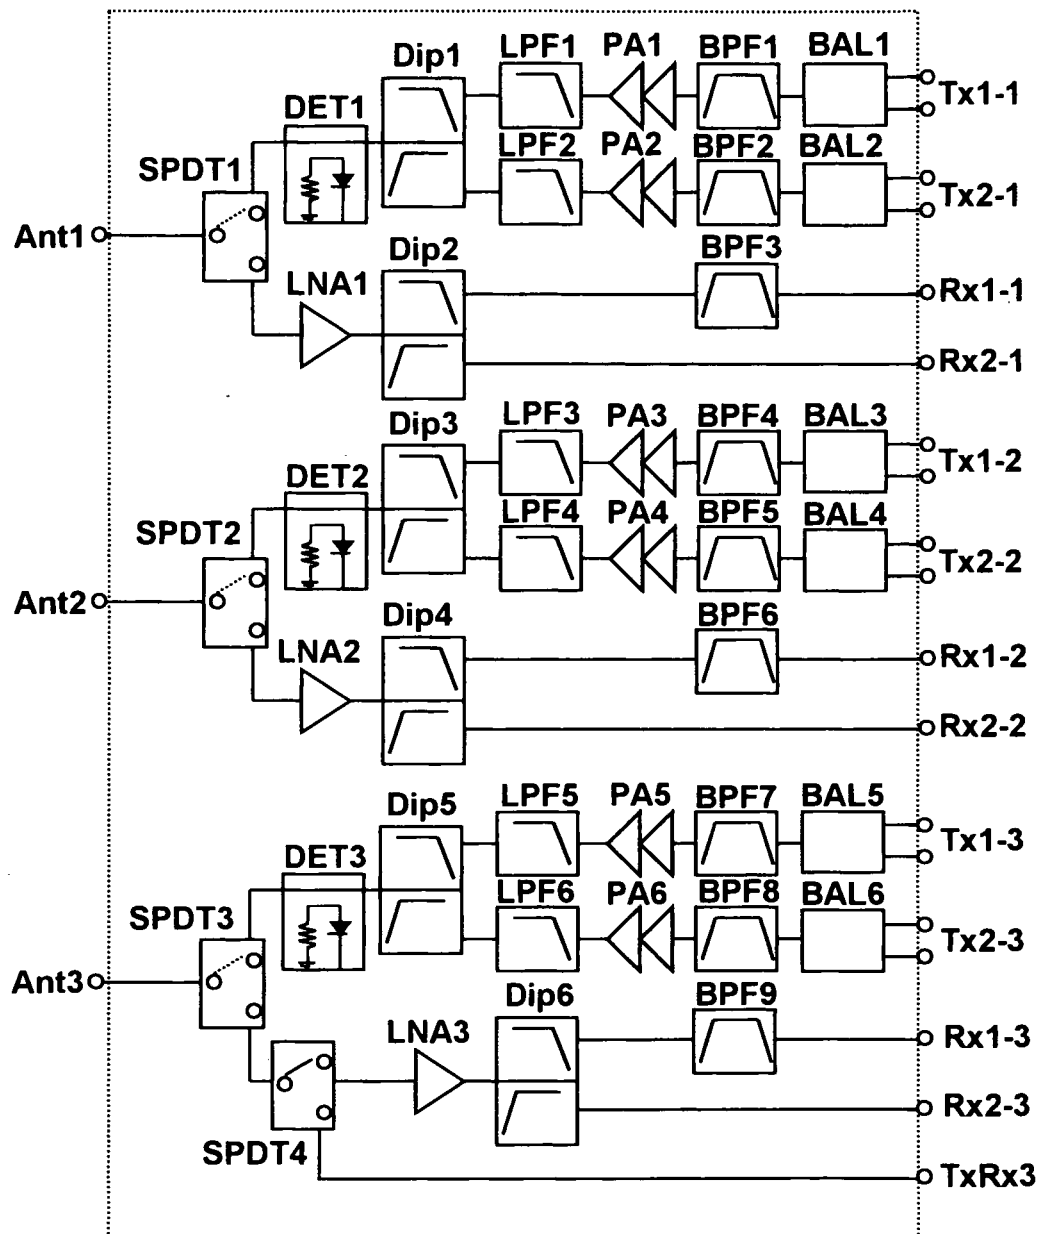 LPF1 PA1 BPF1 BAL1
Dip1
Tx1-1
DET1
LPF2 PA2 BPF2 BAL2
SPDT1
Tx2-1
Ant1
Dip2 BPF3
LNA1
Rx1-1
Rx2-1
LPF3 PA3 BPF4 BAL3
Dip3
Tx1-2
DET2
LPF4 PA4 BPF5 BAL4
SPDT2
Tx2-2
Ant2
Dip4 BPF6
LNA2
Rx1-2
Rx2-2
LPF5 PA5 BPF7 BAL5
Dip5
Tx1-3
DET3
LPF6 PA6 BPF8 BAL6
SPDT3
Tx2-3
Ant3
Dip6 BPF9
LNA3
Rx1-3
Rx2-3
SPDT4
TxRx3